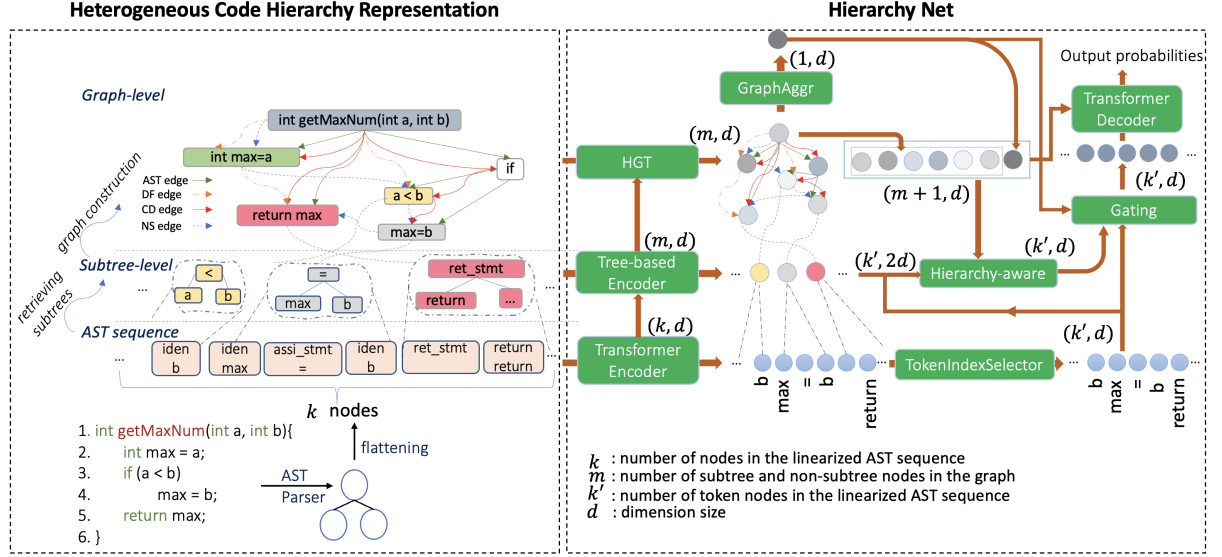 Heterogeneous Code Hierarchy Representation
Graph-level
int getMaxNum(int a, int b)
int max=a
if
AST edge
DF edge
CD edge
NS edge
a < b
return max
max=b
graph construction
Subtree-level
...
<
a
b
=
max
b
ret_stmt
return
...
...
retrieving
subtrees
AST sequence
...
iden
b
iden
max
assi_stmt
=
iden
b
ret_stmt
return
return
...
k nodes
1. int getMaxNum(int a, int b){
2. int max = a;
3. if (a < b)
4. max = b;
5. return max;
6. }
AST
Parser
flattening
Hierarchy Net
(1, d)
GraphAggr
Output probabilities
Transformer
Decoder
HGT
(m, d)
(m + 1, d)
...
...
(k′, d)
Gating
(m, d)
Tree-based
Encoder
...
...
(k′, 2d)
Hierarchy-aware
(k′, d)
(k, d)
Transformer
Encoder
...
b
max
=
b
return
...
TokenIndexSelector
(k′, d)
...
b
max
=
b
return
...
k : number of nodes in the linearized AST sequence
m : number of subtree and non-subtree nodes in the graph
k′ : number of token nodes in the linearized AST sequence
d : dimension size